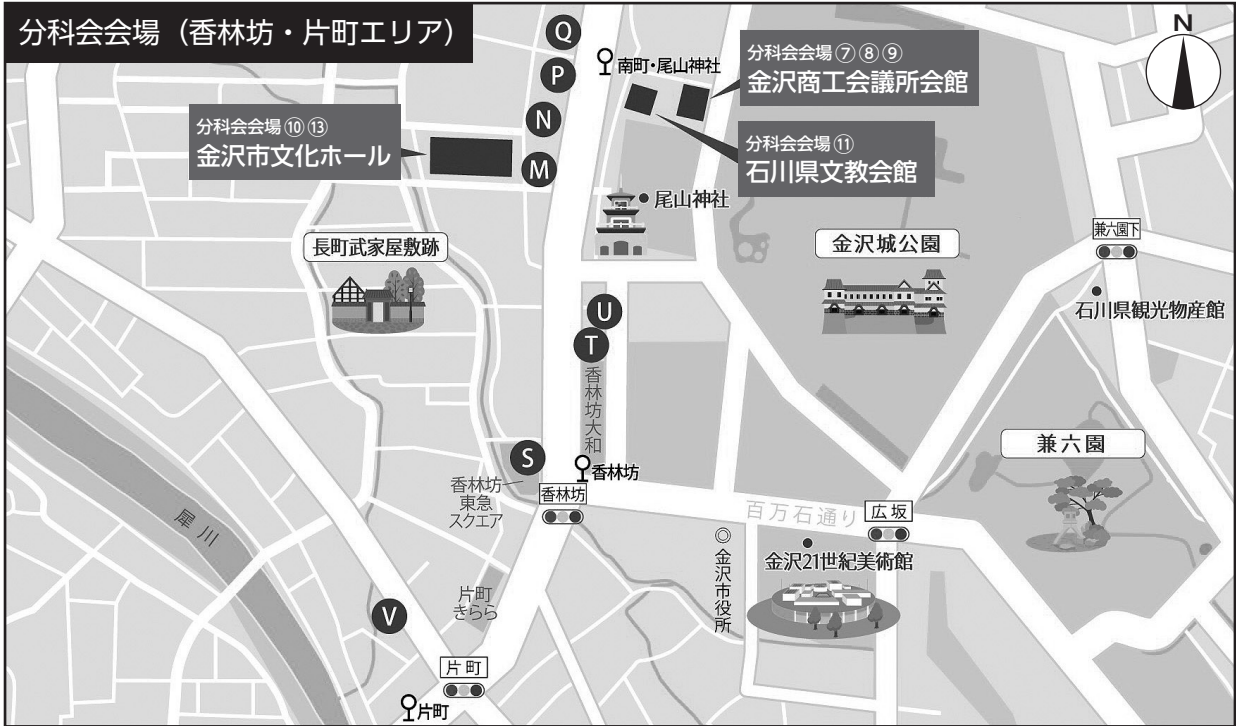 分科会会場（香林坊・片町エリア）
N
Q
P
N
M
南町・尾山神社
分科会会場⑦⑧⑨
金沢商工会議所会館
分科会会場⑩⑬
金沢市文化ホール
分科会会場⑪
石川県文教会館
尾山神社
長町武家屋敷跡
金沢城公園
兼六園下
石川県観光物産館
U
T
香林坊大和
S
香林坊
香林坊
東急
スクエア
香林坊
百万石通り
広坂
兼六園
犀川
金沢市役所
金沢21世紀美術館
片町
きらら
V
片町
片町